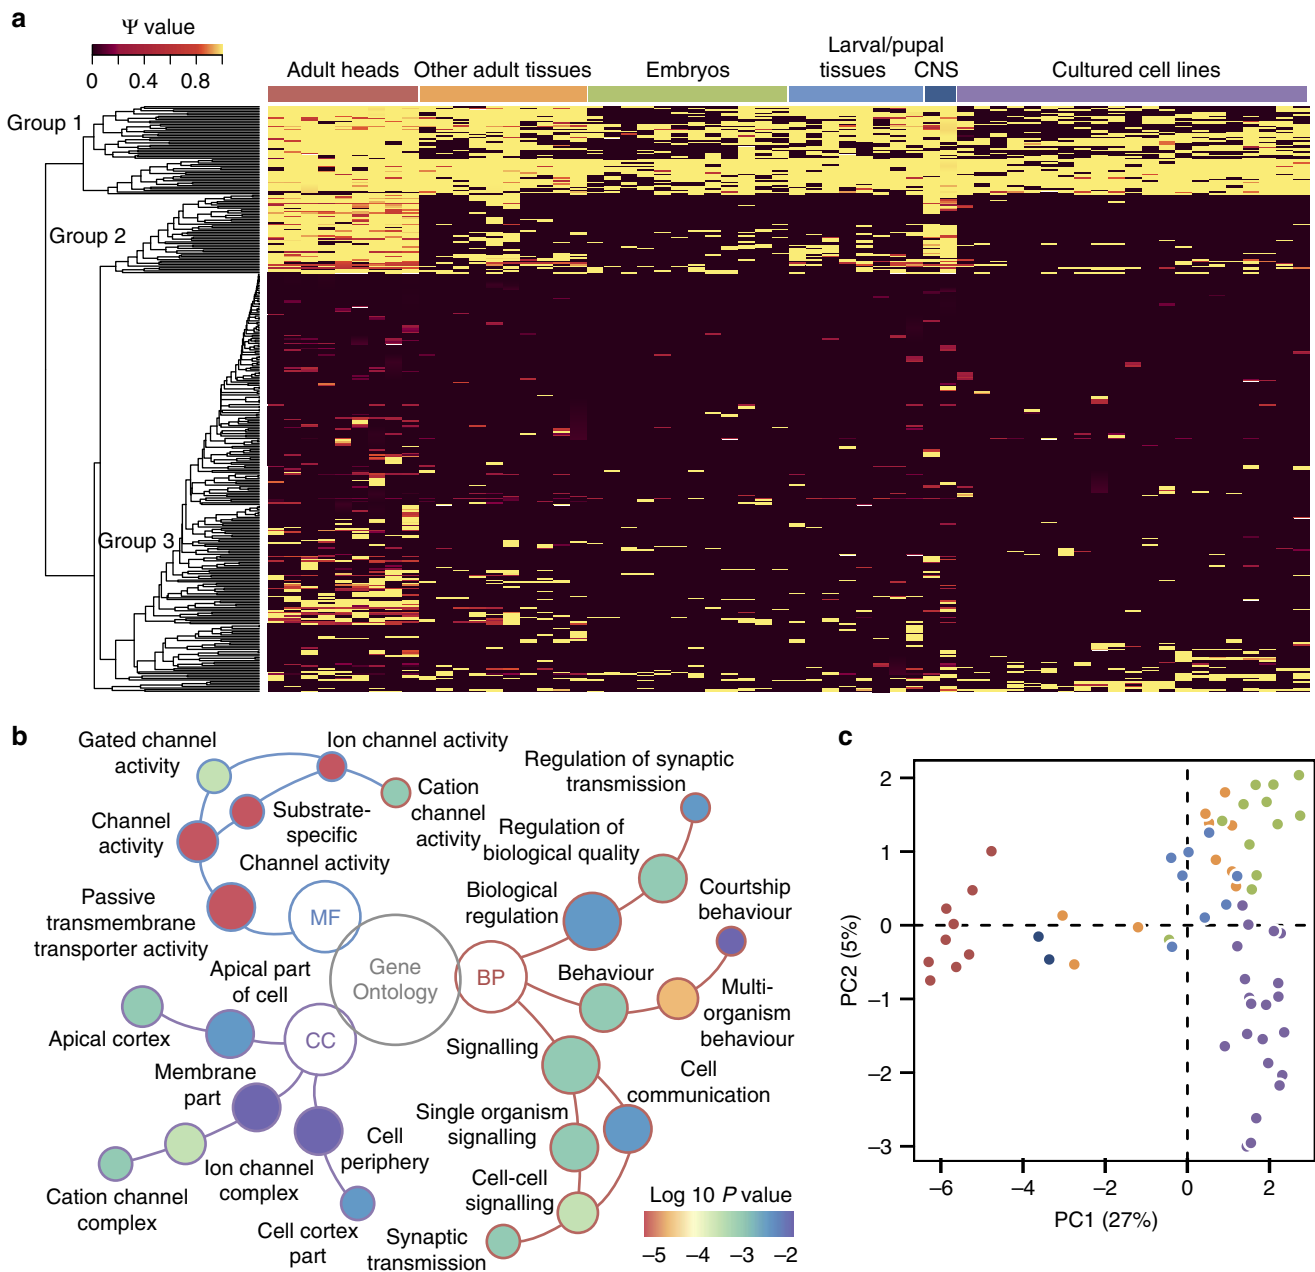 a
Ψ value
0 0.4 0.8
Adult heads
Other adult tissues
Embryos
Larval/pupal
tissues
CNS
Cultured cell lines
Group 1
Group 2
Group 3
b
Gated channel
activity
Ion channel activity
Cation
channel
activity
Substrate-
specific
Channel activity
Channel
activity
Passive
transmembrane
transporter activity
MF
Gene
Ontology
BP
CC
Regulation of synaptic
transmission
Regulation of
biological quality
Biological
regulation
Courtship
behaviour
Behaviour
Multi-
organism
behaviour
Apical part
of cell
Apical cortex
Membrane
part
Ion channel
complex
Cation channel
complex
Cell
periphery
Cell cortex
part
Signalling
Cell
communication
Single organism
signalling
Cell-cell
signalling
Synaptic
transmission
Log 10 P value
–5 –4 –3 –2
c
PC2 (5%)
2
1
0
–1
–2
–3
–6 –4 –2 0 2
PC1 (27%)